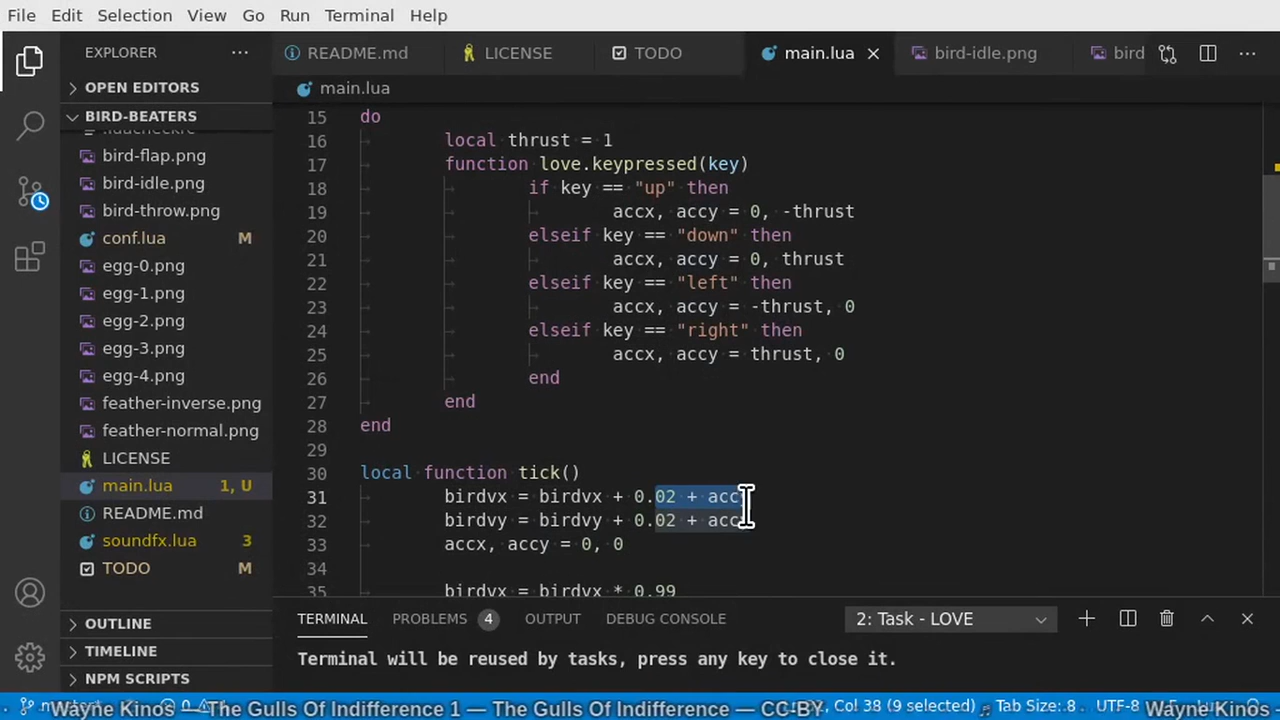 File Edit Selection View Go Run Terminal Help
EXPLORER
README.md LICENSE TODO main.lua bird-idle.png bird
OPEN EDITORS
main.lua
BIRD-BEATERS
bird-flap.png
bird-idle.png
bird-throw.png
conf.lua M
egg-0.png
egg-1.png
egg-2.png
egg-3.png
egg-4.png
feather-inverse.png
feather-normal.png
LICENSE
main.lua 1, U
README.md
soundfx.lua 3
TODO M
OUTLINE
TIMELINE
NPM SCRIPTS
15 do
16 local thrust = 1
17 function love.keypressed(key)
18 if key == "up" then
19 accx, accy = 0, -thrust
20 elseif key == "down" then
21 accx, accy = 0, thrust
22 elseif key == "left" then
23 accx, accy = -thrust, 0
24 elseif key == "right" then
25 accx, accy = thrust, 0
26 end
27 end
28 end
29
30 local function tick()
31 birdvx = birdvx + 0.02 + acc
32 birdvy = birdvy + 0.02 + acc
33 accx, accy = 0, 0
34
35 birdvx = birdvx * 0.99
TERMINAL PROBLEMS 4 OUTPUT DEBUG CONSOLE 2: Task - LOVE
Terminal will be reused by tasks, press any key to close it.
Col 38 (9 selected) Tab Size: 8 UTF-8
Wayne Kinos — The Gulls Of Indifference 1 — The Gulls Of Indifference — CC-BY Wayne Kinos